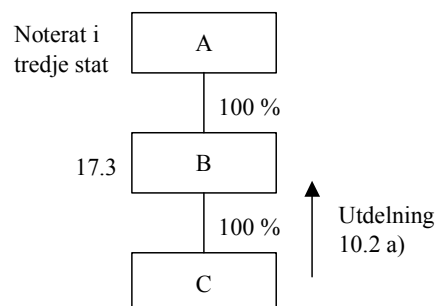 Noterat i
tredje stat
A
100 %
17.3
B
100 %
Utdelning
10.2 a)
C